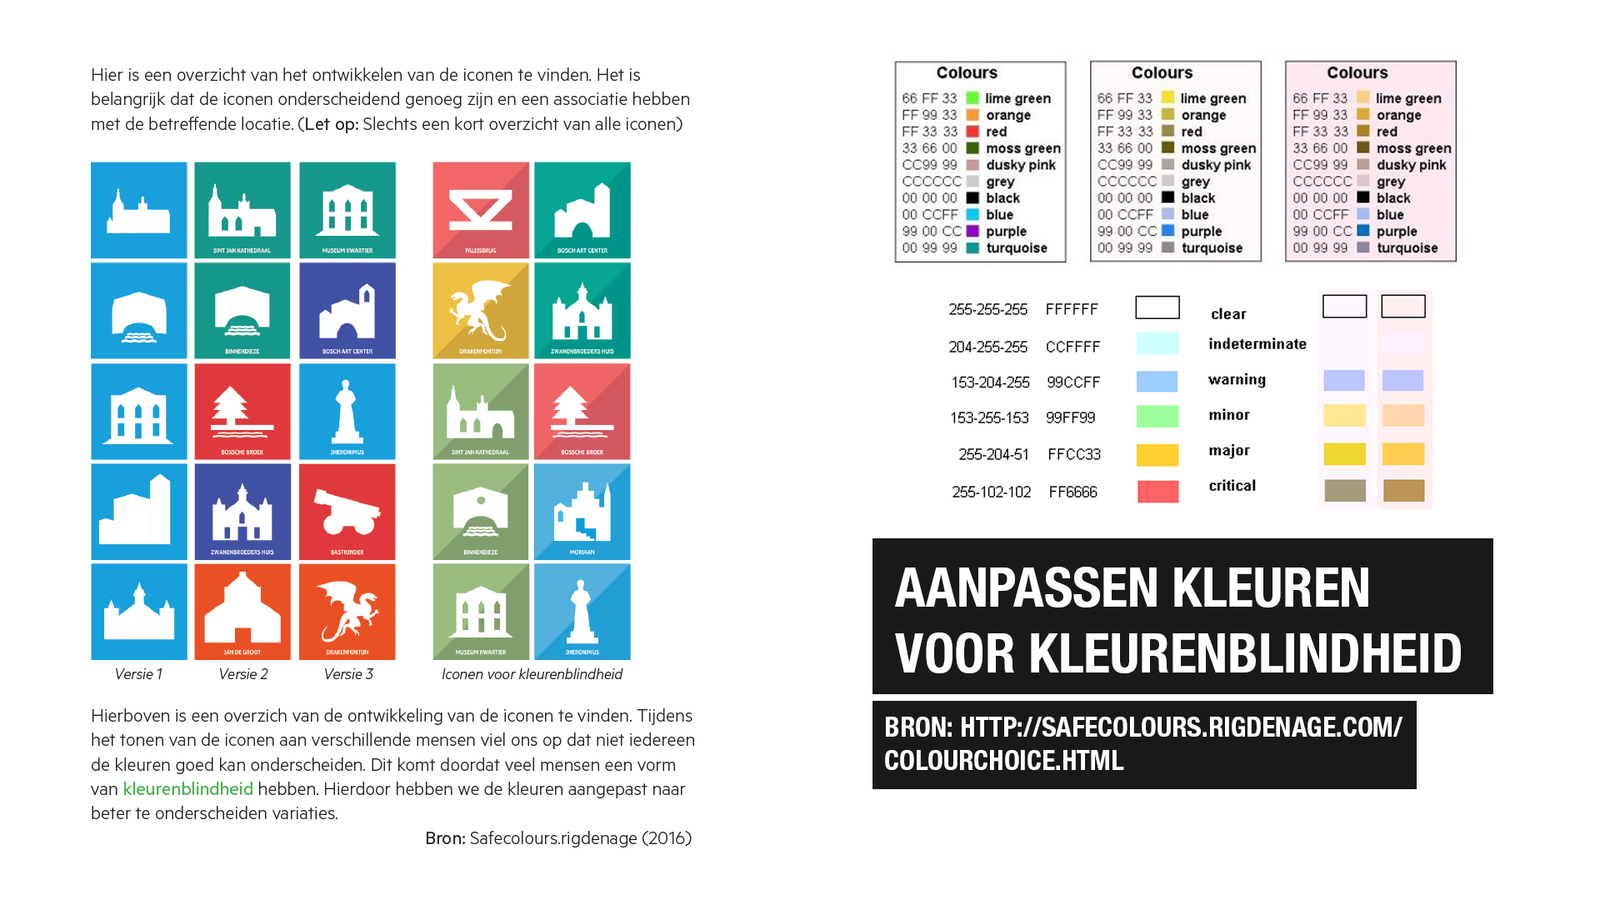 Hier is een overzicht van het ontwikkelen van de iconen te vinden. Het is
belangrijk dat de iconen onderscheidend genoeg zijn en een associatie hebben
met de betreffende locatie. (Let op: Slechts een kort overzicht van alle iconen)
SINT JAN KATHEDRAAL
MUSEUM KWARTIER
PALEISBRUG
BOSCH ART CENTER
BINNENDIEZE
BOSCH ART CENTER
DRAKENFONTIJN
ZWANENBROEDERS HUIS
BOSSCHE BROEK
JHERONIMUS
SINT JAN KATHEDRAAL
BOSSCHE BROEK
ZWANENBROEDERS HUIS
BASTIONDER
BINNENDIEZE
MORIAAN
JAN DE GROOT
DRAKENFONTIJN
MUSEUM KWARTIER
JHERONIMUS
Versie 1
Versie 2
Versie 3
Iconen voor kleurenblindheid
Hierboven is een overzich van de ontwikkeling van de iconen te vinden. Tijdens
het tonen van de iconen aan verschillende mensen viel ons op dat niet iedereen
de kleuren goed kan onderscheiden. Dit komt doordat veel mensen een vorm
van kleurenblindheid hebben. Hierdoor hebben we de kleuren aangepast naar
beter te onderscheiden variaties.
Bron: Safecolours.rigdenage (2016)
Colours
66 FF 33 lime green
FF 99 33 orange
FF 33 33 red
33 66 00 moss green
CC99 99 dusky pink
CCCCCC grey
00 00 00 black
00 CCFF blue
99 00 CC purple
00 99 99 turquoise
Colours
66 FF 33 lime green
FF 99 33 orange
FF 33 33 red
33 66 00 moss green
CC99 99 dusky pink
CCCCCC grey
00 00 00 black
00 CCFF blue
99 00 CC purple
00 99 99 turquoise
Colours
66 FF 33 lime green
FF 99 33 orange
FF 33 33 red
33 66 00 moss green
CC99 99 dusky pink
CCCCCC grey
00 00 00 black
00 CCFF blue
99 00 CC purple
00 99 99 turquoise
255-255-255 FFFFFF clear
204-255-255 CCFFFF indeterminate
153-204-255 99CCFF warning
153-255-153 99FF99 minor
255-204-51 FFCC33 major
255-102-102 FF6666 critical
AANPASSEN KLEUREN
VOOR KLEURENBLINDHEID
BRON: HTTP://SAFECOLOURS.RIGDENAGE.COM/
COLOURCHOICE.HTML